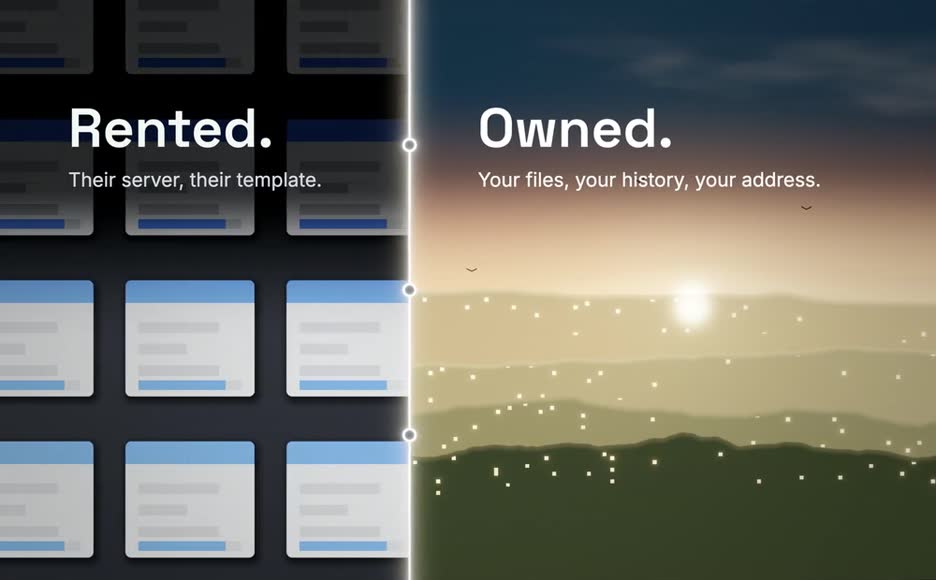 Rented.
Their server, their template.
Owned.
Your files, your history, your address.